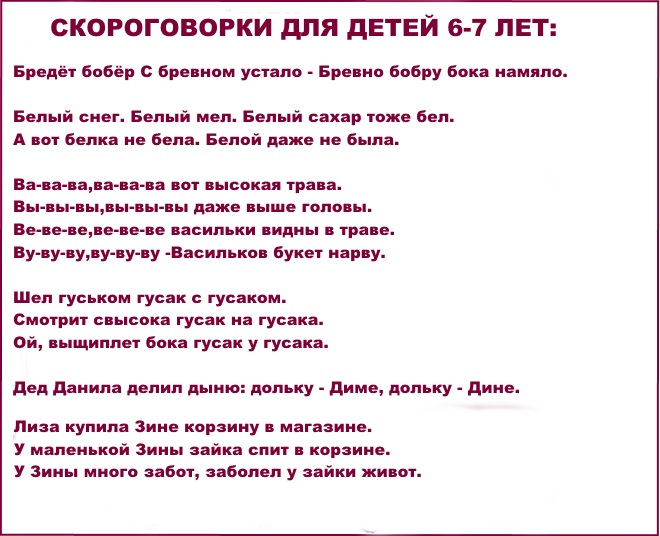 СКОРОГОВОРКИ ДЛЯ ДЕТЕЙ 6-7 ЛЕТ:
Бредёт бобёр С бревном устало - Бревно бобру бока намяло.
Белый снег. Белый мел. Белый сахар тоже бел.
А вот белка не бела. Белой даже не была.
Ва-ва-ва,ва-ва-ва вот высокая трава.
Вы-вы-вы,вы-вы-вы даже выше головы.
Ве-ве-ве,ве-ве-ве васильки видны в траве.
Ву-ву-ву,ву-ву-ву -Васильков букет нарву.
Шел гуськом гусак с гусаком.
Смотрит свысока гусак на гусака.
Ой, выщиплет бока гусак у гусака.
Дед Данила делил дыню: дольку - Диме, дольку - Дине.
Лиза купила Зине корзину в магазине.
У маленькой Зины зайка спит в корзине.
У Зины много забот, заболел у зайки живот.